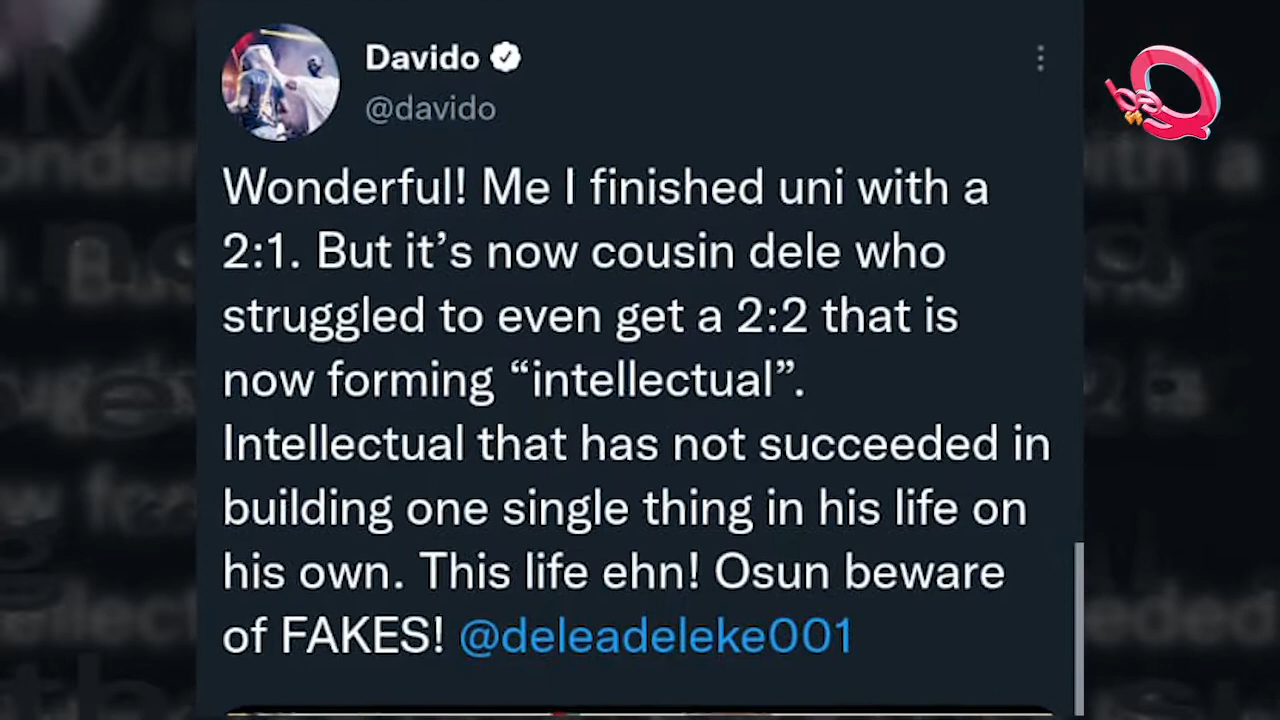 Davido
@davido
Wonderful! Me I finished uni with a
2:1. But it’s now cousin dele who
struggled to even get a 2:2 that is
now forming “intellectual”.
Intellectual that has not succeeded in
building one single thing in his life on
his own. This life ehn! Osun beware
of FAKES! @deleadeleke001